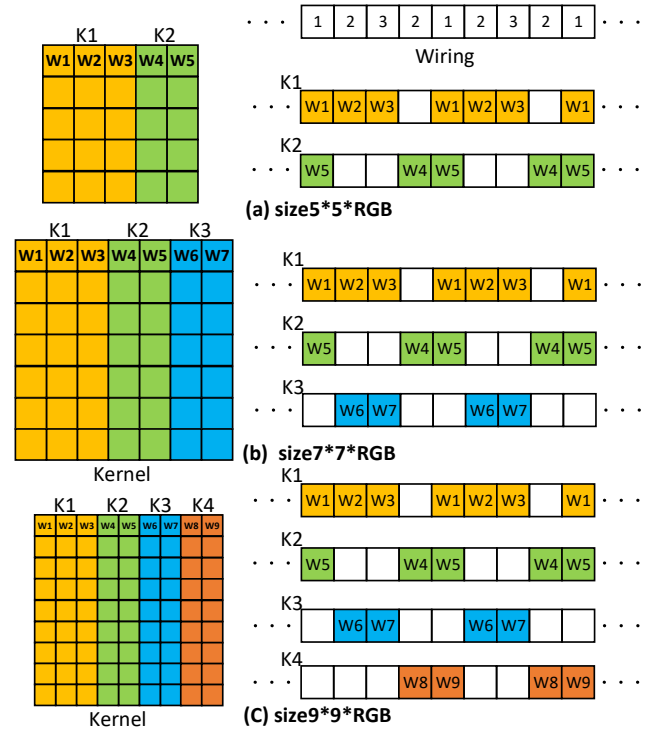 K1 K2
W1 W2 W3 W4 W5
· · · 1 2 3 2 1 2 3 2 1 · · ·
Wiring
K1
· · · W1 W2 W3 W1 W2 W3 W1 · · ·
K2
· · · W5 W4 W5 W4 W5 · · ·
(a) size5*5*RGB
K1 K2 K3
W1 W2 W3 W4 W5 W6 W7
Kernel
K1
· · · W1 W2 W3 W1 W2 W3 W1 · · ·
K2
· · · W5 W4 W5 W4 W5 · · ·
K3
· · · W6 W7 W6 W7 · · ·
(b) size7*7*RGB
K1 K2 K3 K4
W1 W2 W3 W4 W5 W6 W7 W8 W9
Kernel
K1
· · · W1 W2 W3 W1 W2 W3 W1 · · ·
K2
· · · W5 W4 W5 W4 W5 · · ·
K3
· · · W6 W7 W6 W7 · · ·
K4
· · · W8 W9 W8 W9 · · ·
(C) size9*9*RGB